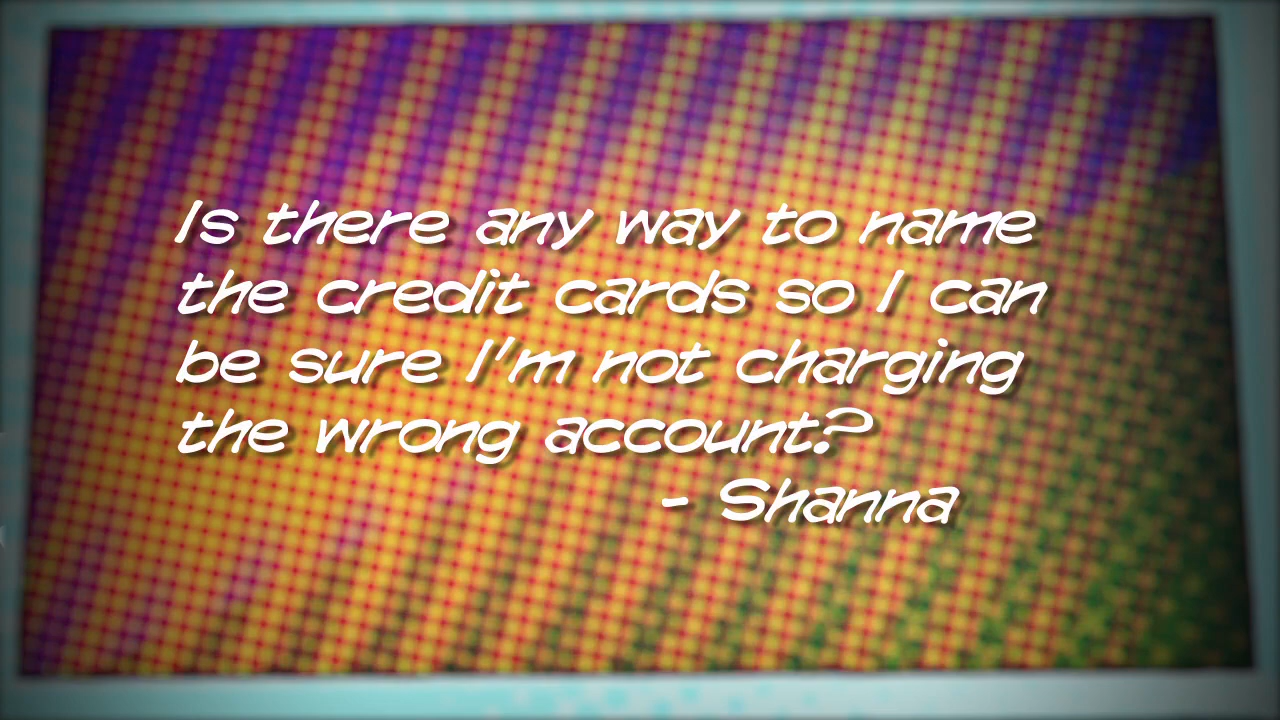 Is there any way to name
the credit cards so I can
be sure I'm not charging
the wrong account?
- Shanna